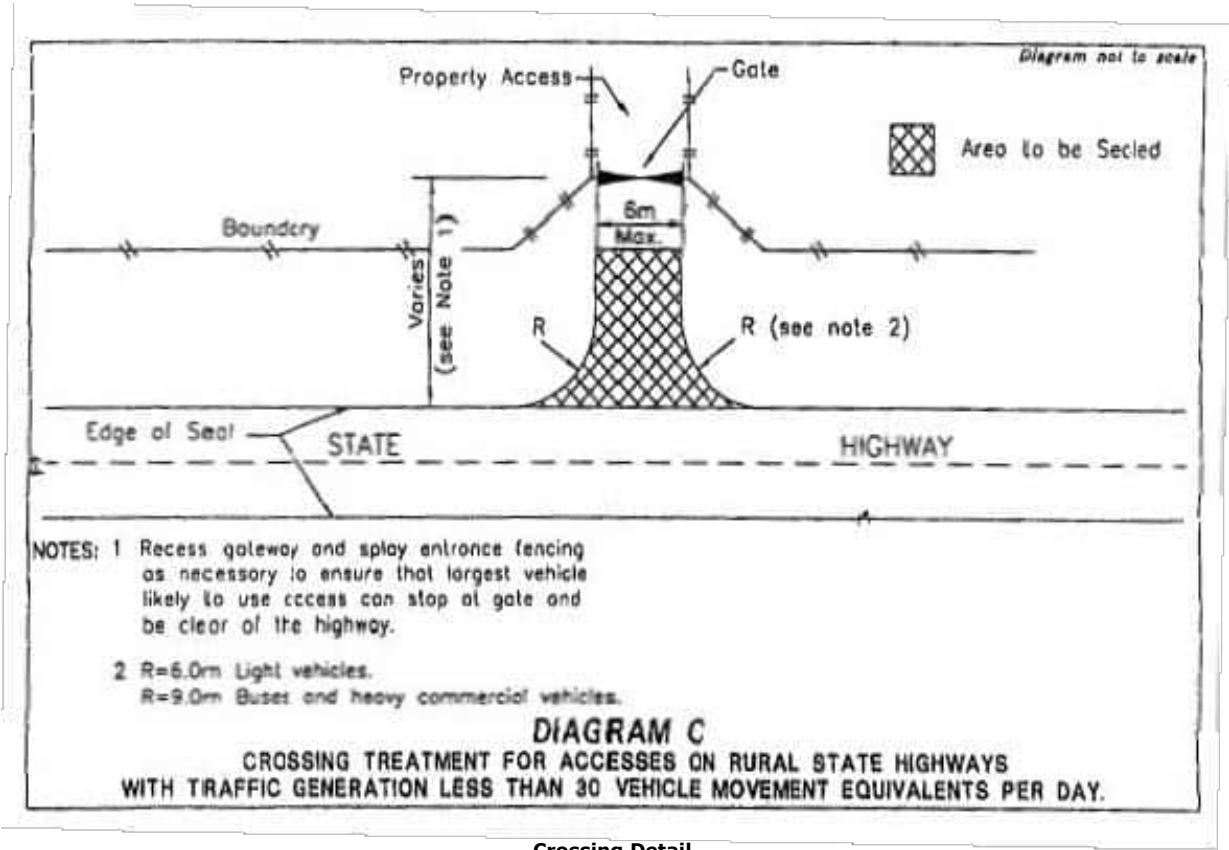 Diagram not to scale
Property Access
Gate
Area to be Sealed
6m
Max.
Boundary
Varies
(see Note 1)
R
R (see note 2)
Edge of Seal
STATE
HIGHWAY
NOTES: 1 Recess gateway and splay entrance fencing
as necessary to ensure that largest vehicle
likely to use access can stop at gate and
be clear of the highway.
2 R=6.0m Light vehicles.
R=9.0m Buses and heavy commercial vehicles.
DIAGRAM C
CROSSING TREATMENT FOR ACCESSES ON RURAL STATE HIGHWAYS
WITH TRAFFIC GENERATION LESS THAN 30 VEHICLE MOVEMENT EQUIVALENTS PER DAY.
Crossing Detail